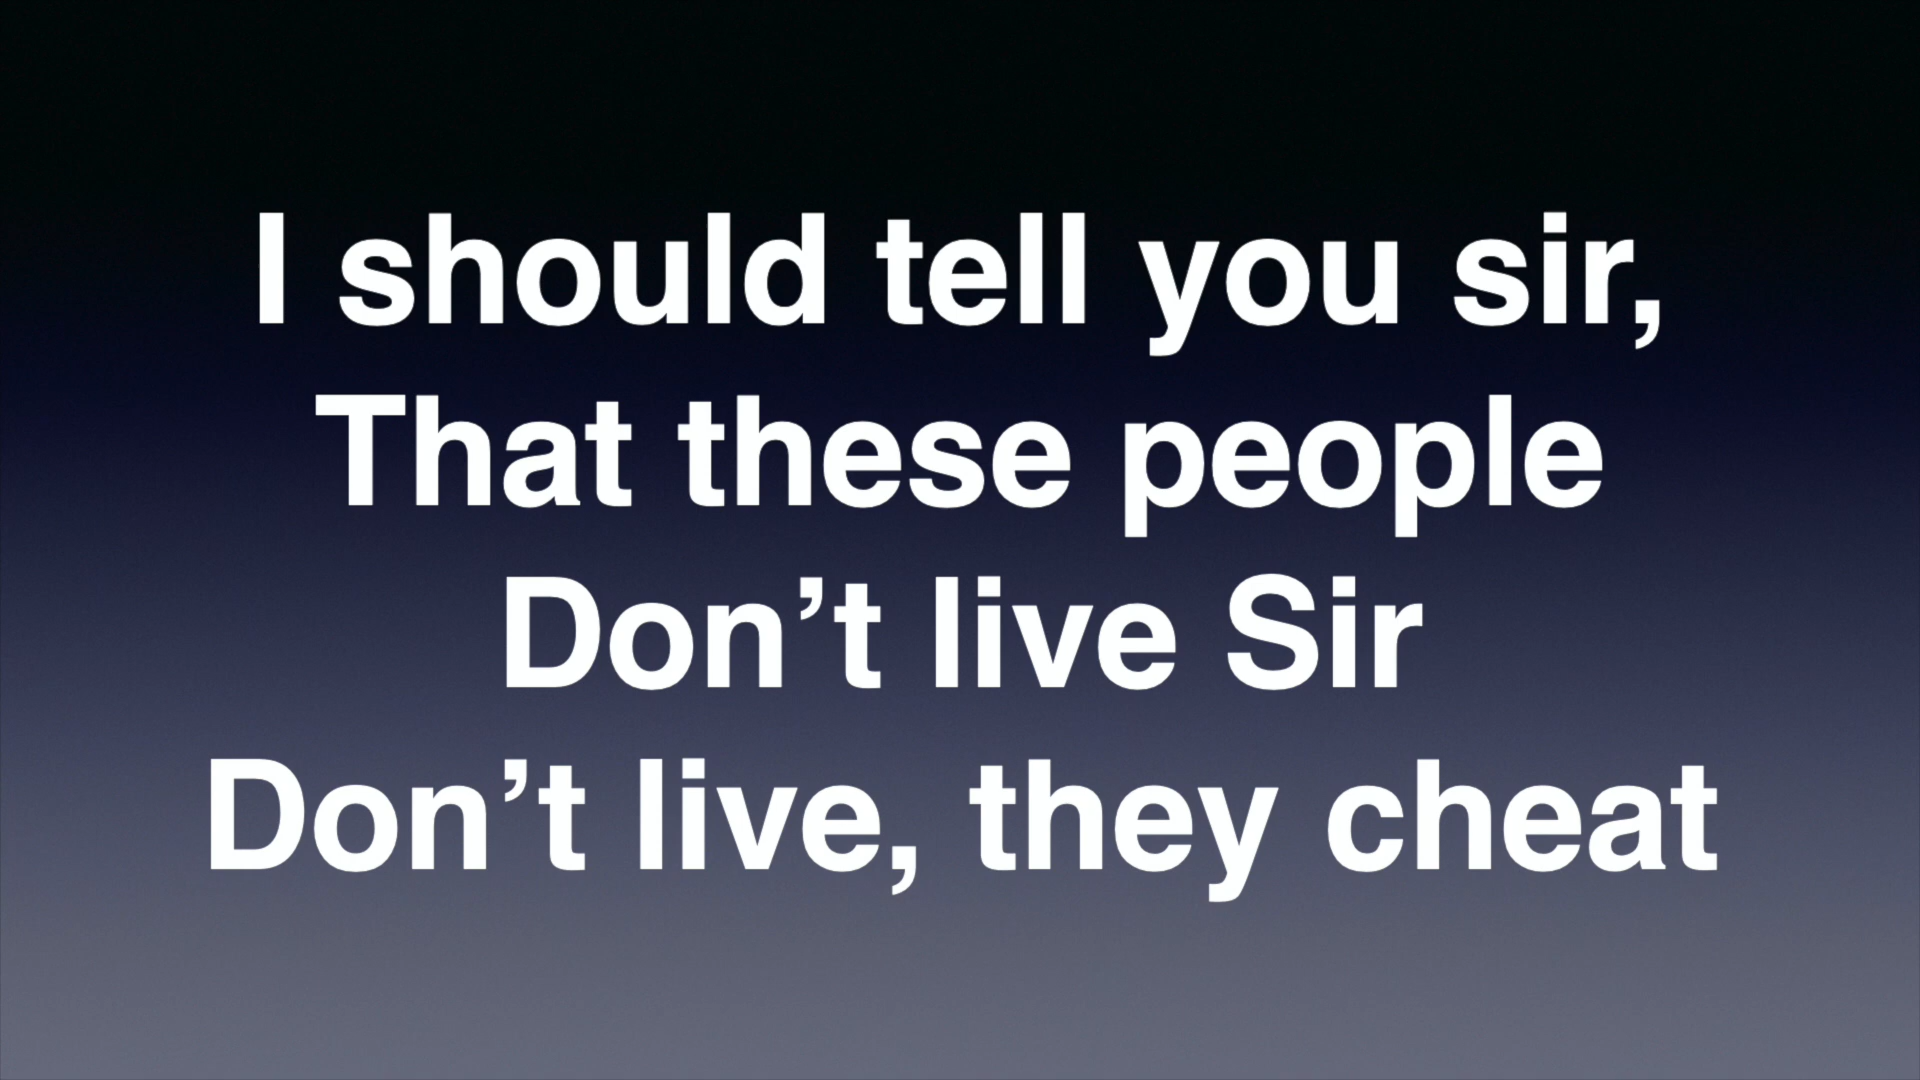 I should tell you sir,
That these people
Don’t live Sir
Don’t live, they cheat